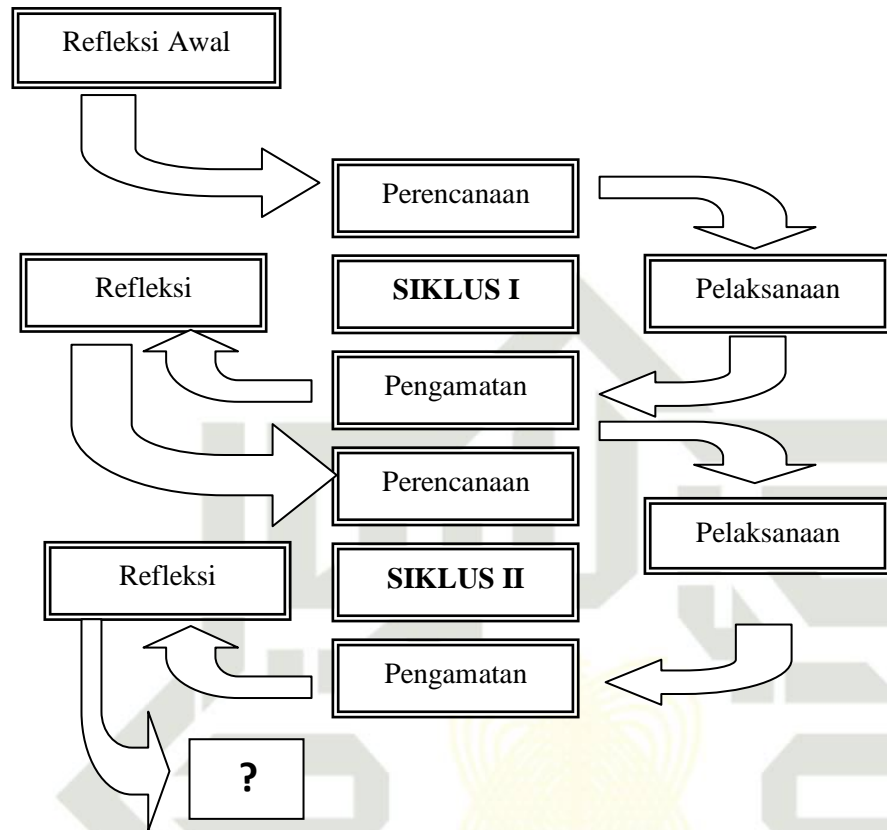 Refleksi Awal
Perencanaan
Refleksi
SIKLUS I
Pelaksanaan
Pengamatan
Perencanaan
Pelaksanaan
Refleksi
SIKLUS II
Pengamatan
?